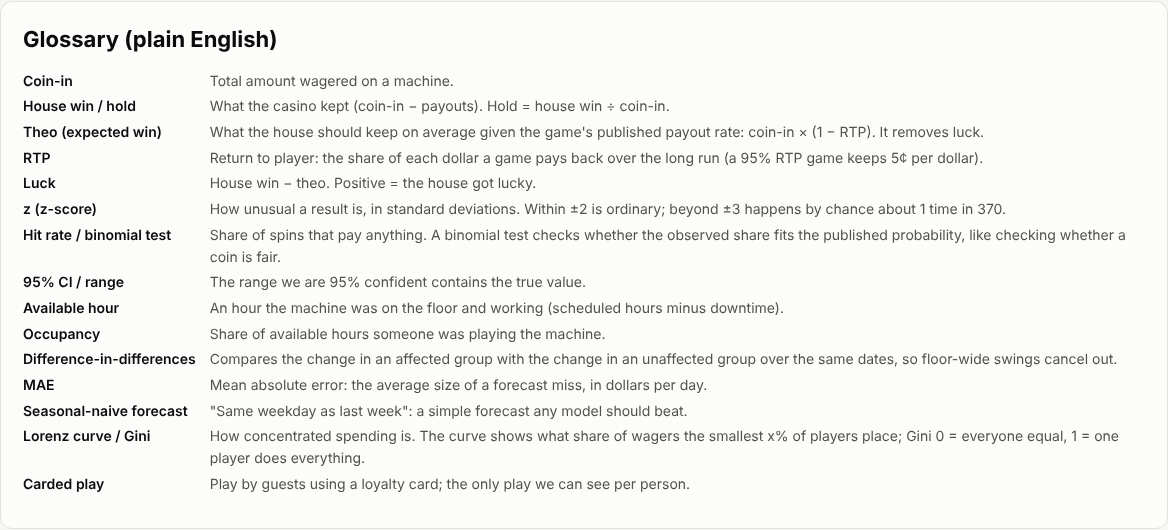 Glossary (plain English)
Coin-in Total amount wagered on a machine.
House win / hold What the casino kept (coin-in − payouts). Hold = house win ÷ coin-in.
Theo (expected win) What the house should keep on average given the game's published payout rate: coin-in × (1 − RTP). It removes luck.
RTP Return to player: the share of each dollar a game pays back over the long run (a 95% RTP game keeps 5¢ per dollar).
Luck House win − theo. Positive = the house got lucky.
z (z-score) How unusual a result is, in standard deviations. Within ±2 is ordinary; beyond ±3 happens by chance about 1 time in 370.
Hit rate / binomial test Share of spins that pay anything. A binomial test checks whether the observed share fits the published probability, like checking whether a
coin is fair.
95% CI / range The range we are 95% confident contains the true value.
Available hour An hour the machine was on the floor and working (scheduled hours minus downtime).
Occupancy Share of available hours someone was playing the machine.
Difference-in-differences Compares the change in an affected group with the change in an unaffected group over the same dates, so floor-wide swings cancel out.
MAE Mean absolute error: the average size of a forecast miss, in dollars per day.
Seasonal-naive forecast "Same weekday as last week": a simple forecast any model should beat.
Lorenz curve / Gini How concentrated spending is. The curve shows what share of wagers the smallest x% of players place; Gini 0 = everyone equal, 1 = one
player does everything.
Carded play Play by guests using a loyalty card; the only play we can see per person.